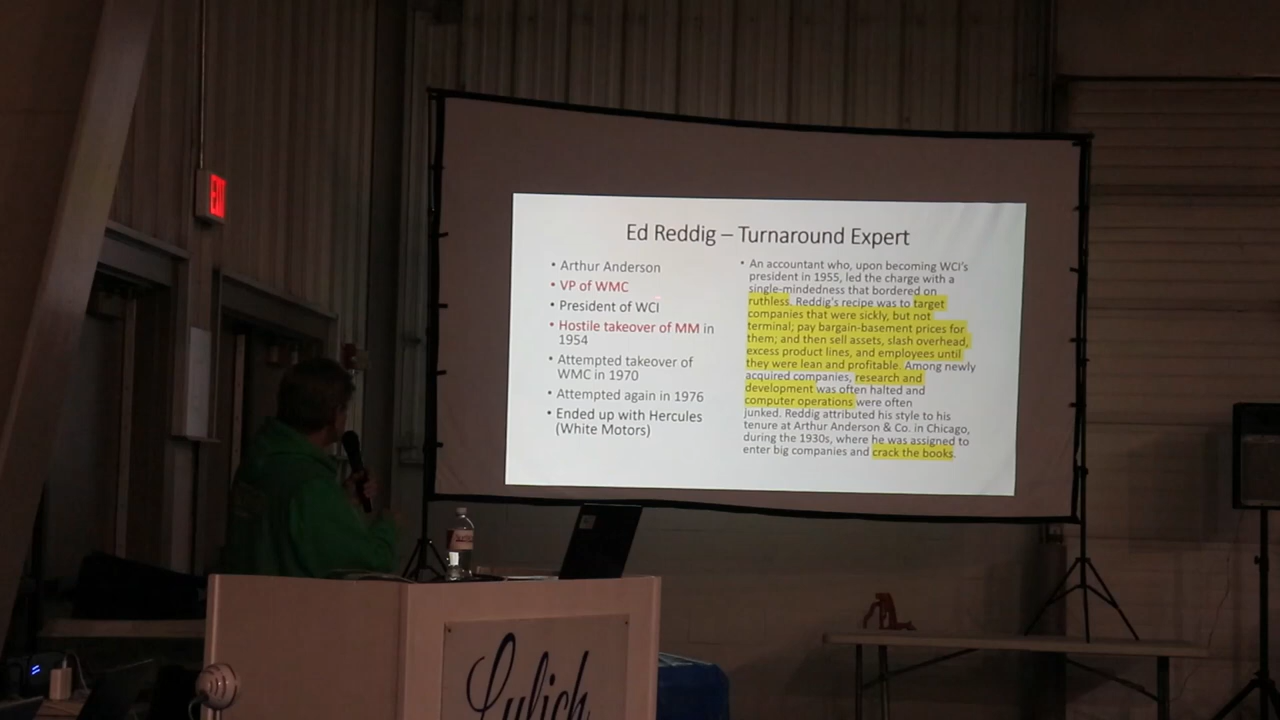 EXIT
Ed Reddig – Turnaround Expert
• Arthur Anderson
• VP of WMC
• President of WCI
• Hostile takeover of MM in
1954
• Attempted takeover of
WMC in 1970
• Attempted again in 1976
• Ended up with Hercules
(White Motors)
• An accountant who, upon becoming WCI's
president in 1955, led the charge with a
single-mindedness that bordered on
ruthless. Reddig's recipe was to target
companies that were sickly, but not
terminal; pay bargain-basement prices for
them; and then sell assets, slash overhead,
excess product lines, and employees until
they were lean and profitable. Among newly
acquired companies, research and
development was often halted and
computer operations were often
junked. Reddig attributed his style to his
tenure at Arthur Anderson & Co. in Chicago,
during the 1930s, where he was assigned to
enter big companies and crack the books.
Lulich